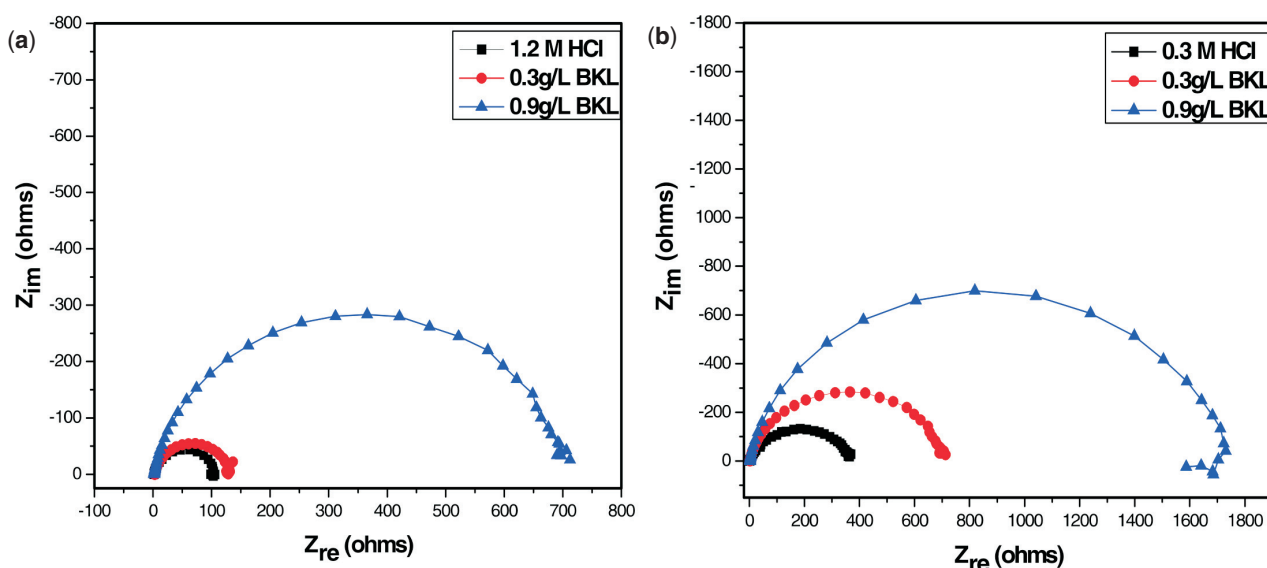 (a)
-800
-700
-600
-500
-400
-300
-200
-100
0
Zim (ohms)
1.2 M HCl
0.3g/L BKL
0.9g/L BKL
-100 0 100 200 300 400 500 600 700 800
Zre (ohms)
(b)
-1800
-1600
-1400
-1200
1000
-800
-700
-600
-400
-200
0
Zim (ohms)
0.3 M HCl
0.3g/L BKL
0.9g/L BKL
0 200 400 600 800 1000 1200 1400 1600 1800
Zre (ohms)